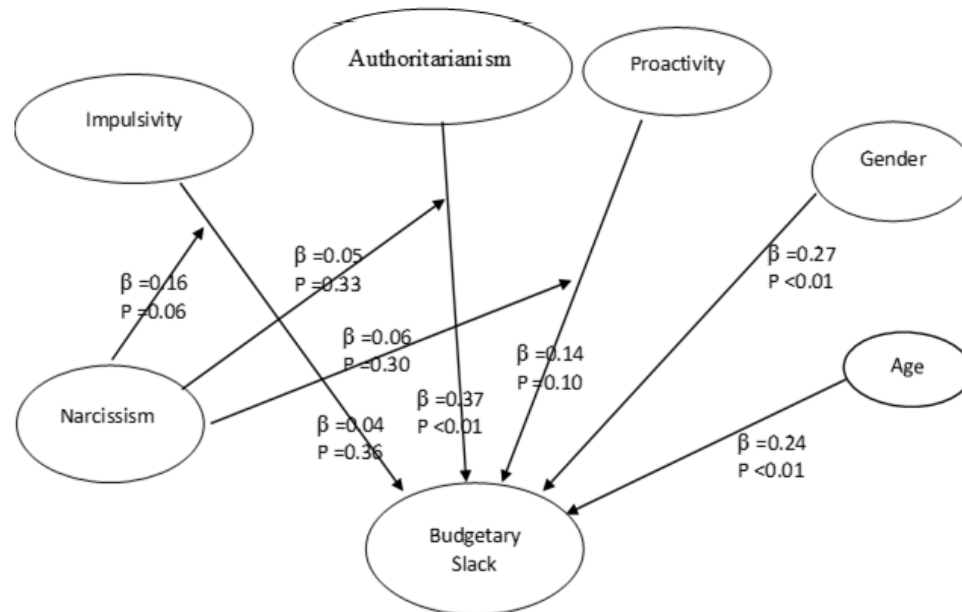 Authoritarianism
Proactivity
Impulsivity
Gender
β =0.05
P =0.33
β =0.27
P <0.01
β =0.16
P =0.06
β =0.06
P =0.30
β =0.14
P =0.10
Age
Narcissism
β =0.37
P <0.01
β =0.04
P =0.36
β =0.24
P <0.01
Budgetary
Slack